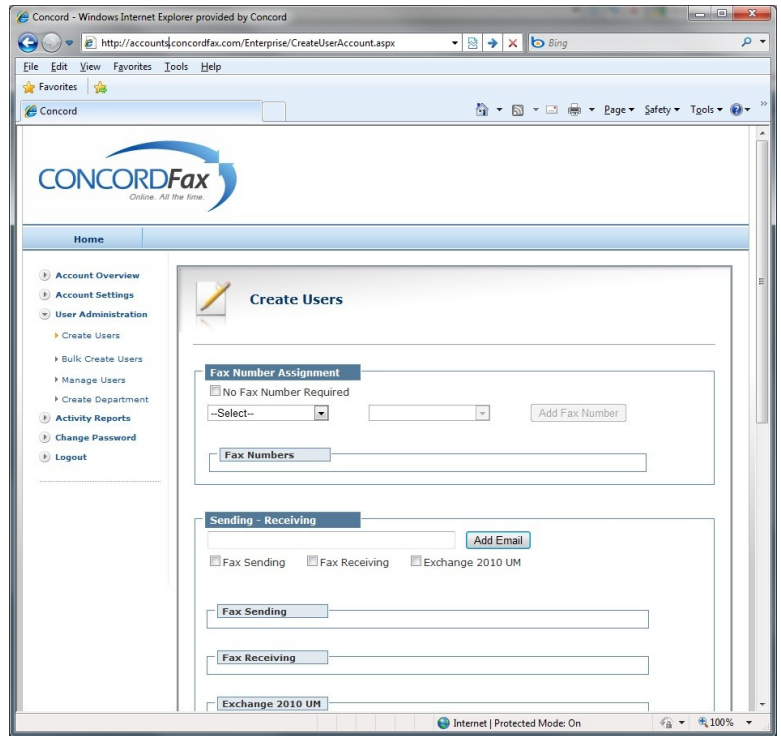 Concord - Windows Internet Explorer provided by Concord
http://accounts.concordfax.com/Enterprise/CreateUserAccount.aspx
Bing
File Edit View Favorites Tools Help
Favorites
Concord
Page Safety Tools
CONCORDFax
Online. All the time.
Home
Account Overview
Account Settings
User Administration
Create Users
Bulk Create Users
Manage Users
Create Department
Activity Reports
Change Password
Logout
Create Users
Fax Number Assignment
No Fax Number Required
--Select--
Add Fax Number
Fax Numbers
Sending - Receiving
Add Email
Fax Sending Fax Receiving Exchange 2010 UM
Fax Sending
Fax Receiving
Exchange 2010 UM
Internet | Protected Mode: On
100%